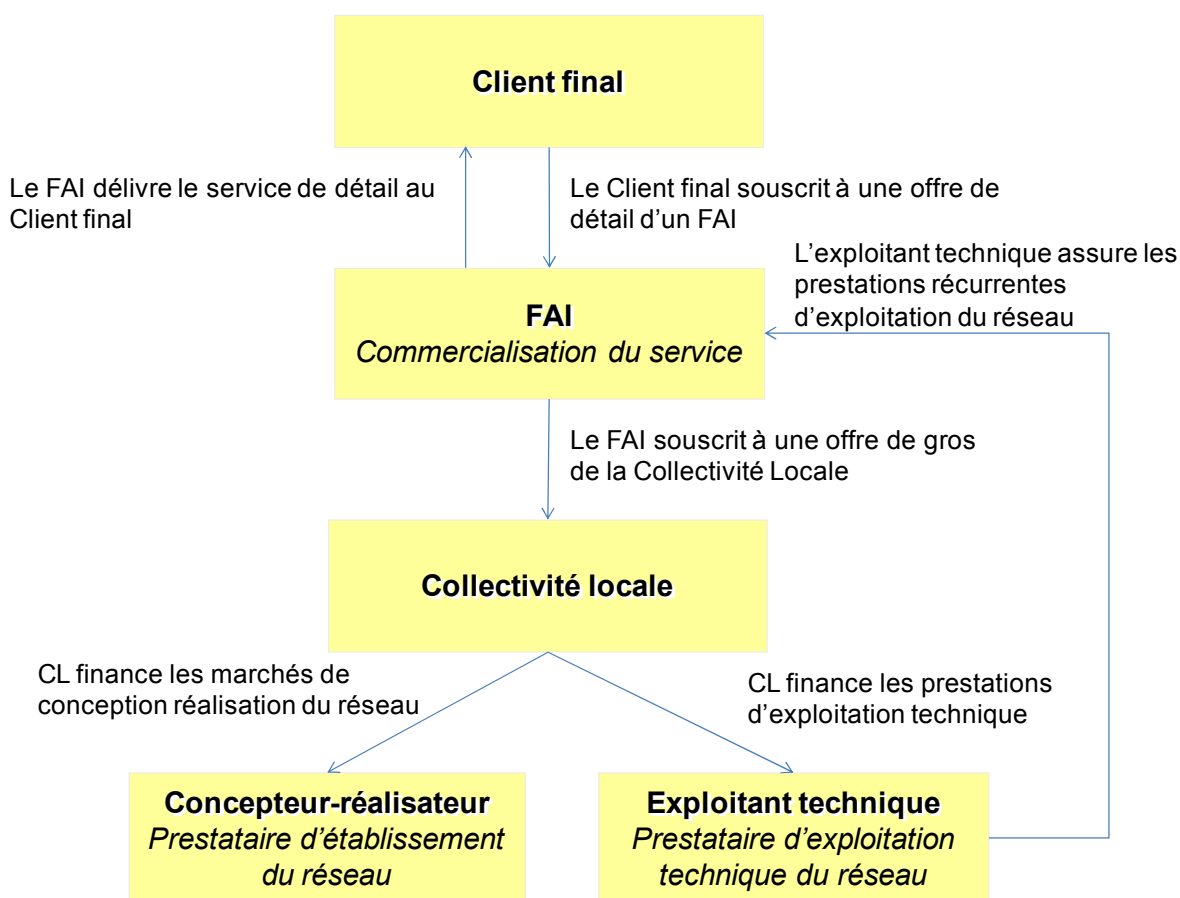 Client final
Le FAI délivre le service de détail au
Client final
Le Client final souscrit à une offre de
détail d’un FAI
L’exploitant technique assure les
prestations récurrentes
d’exploitation du réseau
FAI
Commercialisation du service
Le FAI souscrit à une offre de gros
de la Collectivité Locale
Collectivité locale
CL finance les marchés de
conception réalisation du réseau
CL finance les prestations
d’exploitation technique
Concepteur-réalisateur
Prestataire d’établissement
du réseau
Exploitant technique
Prestataire d’exploitation
technique du réseau